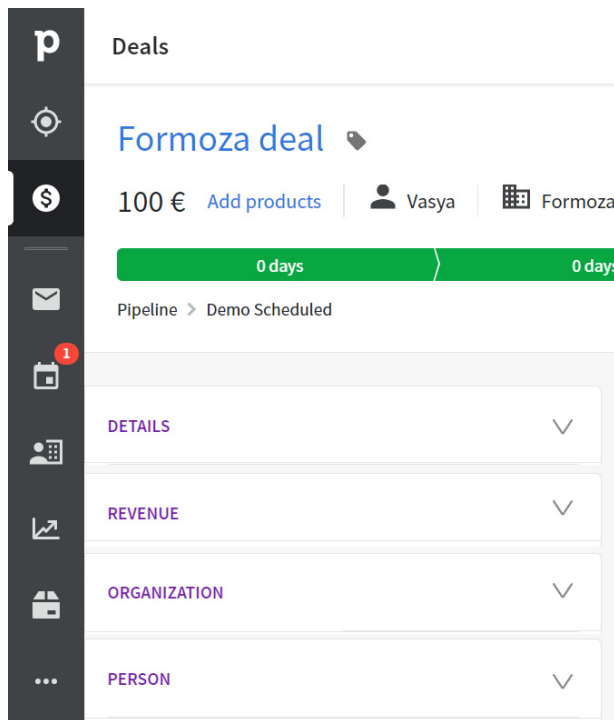 p
Deals
Formoza deal
100 € Add products Vasya Formoza
0 days 0 days
Pipeline > Demo Scheduled
1
DETAILS
REVENUE
ORGANIZATION
PERSON